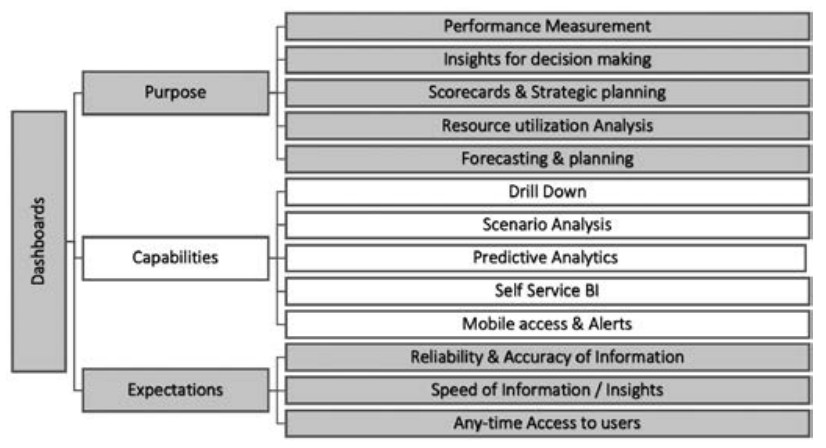 Dashboards
Purpose
Performance Measurement
Insights for decision making
Scorecards & Strategic planning
Resource utilization Analysis
Forecasting & planning
Capabilities
Drill Down
Scenario Analysis
Predictive Analytics
Self Service BI
Mobile access & Alerts
Expectations
Reliability & Accuracy of Information
Speed of Information / Insights
Any-time Access to users